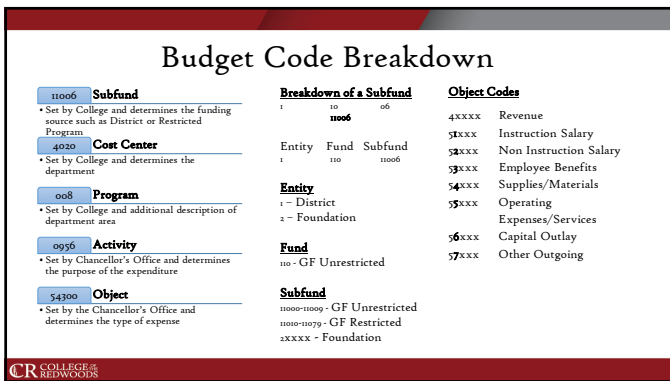 Budget Code Breakdown
11006 Subfund
• Set by College and determines the funding
source such as District or Restricted
Program
4020 Cost Center
• Set by College and determines the
department
008 Program
• Set by College and additional description of
department area
0956 Activity
• Set by Chancellor's Office and determines
the purpose of the expenditure
54300 Object
• Set by the Chancellor's Office and
determines the type of expense
Breakdown of a Subfund
1 10 06
11006
Entity Fund Subfund
1 110 11006
Entity
1 – District
2 – Foundation
Fund
110 - GF Unrestricted
Subfund
11000-11009 - GF Unrestricted
11010-11079 - GF Restricted
2xxxx - Foundation
Object Codes
4xxxx Revenue
51xxx Instruction Salary
52xxx Non Instruction Salary
53xxx Employee Benefits
54xxx Supplies/Materials
55xxx Operating
Expenses/Services
56xxx Capital Outlay
57xxx Other Outgoing
CR COLLEGE OF THE
REDWOODS